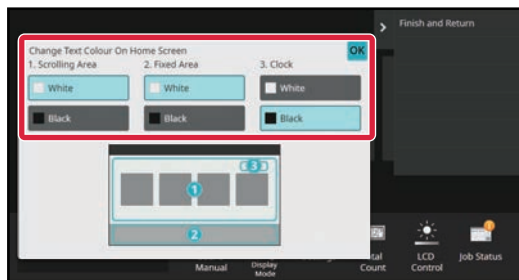 Finish and Return
Change Text Colour On Home Screen
OK
1. Scrolling Area
2. Fixed Area
3. Clock
White
White
White
Black
Black
Black
3
1
2
Manual
Display
Mode
Count
LCD
Control
Job Status